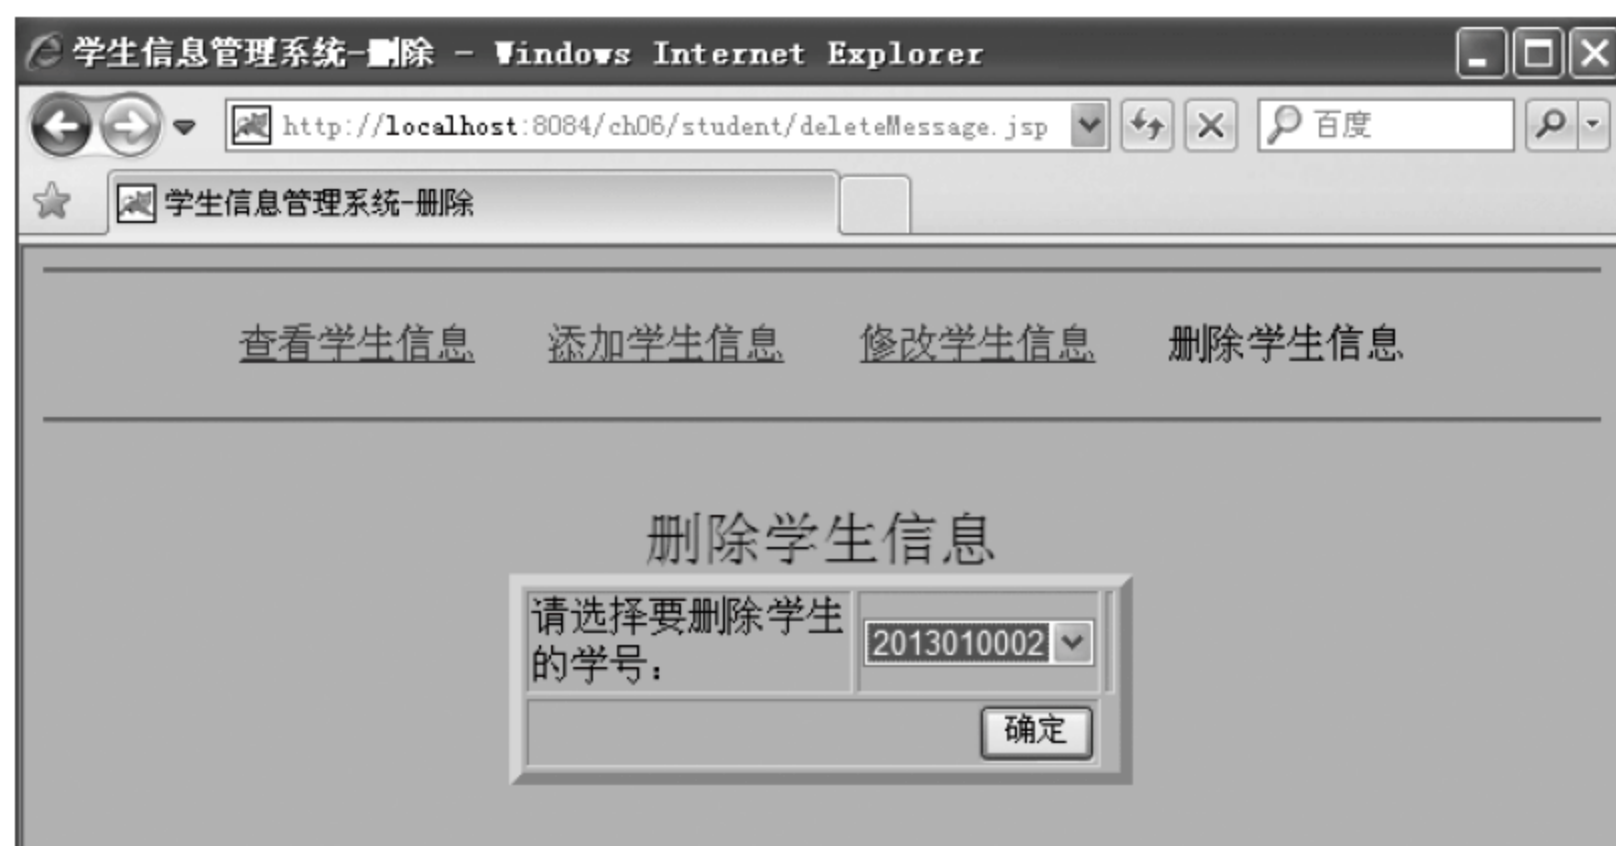 学生信息管理系统-删除 - Windows Internet Explorer
http://localhost:8084/ch06/student/deleteMessage.jsp
百度
学生信息管理系统-删除
查看学生信息 添加学生信息 修改学生信息 删除学生信息
删除学生信息
请选择要删除学生
的学号：
2013010002
确定